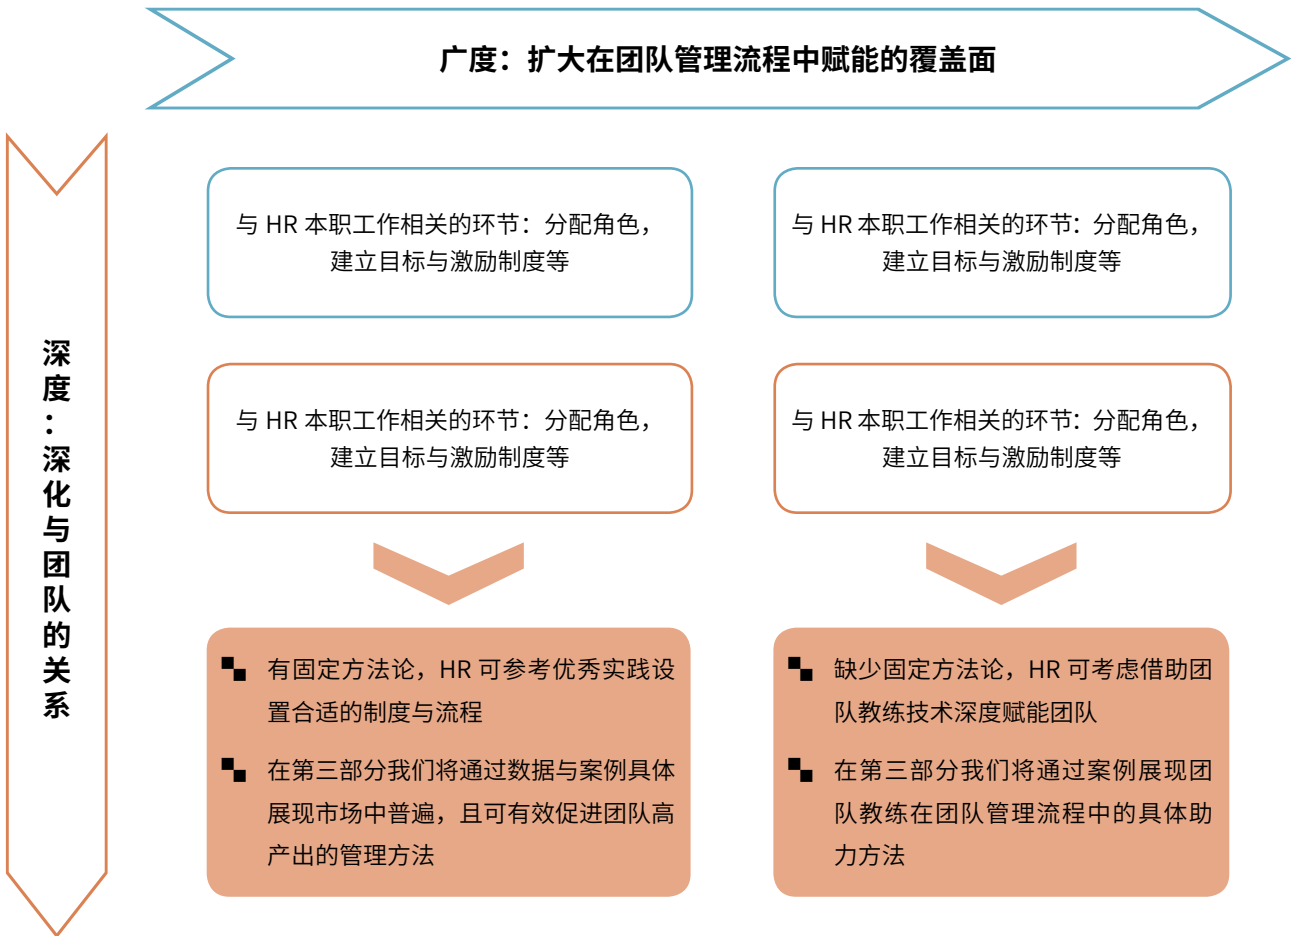 广度：扩大在团队管理流程中赋能的覆盖面
深度：深化与团队的关系
与 HR 本职工作相关的环节：分配角色，
建立目标与激励制度等
与 HR 本职工作相关的环节：分配角色，
建立目标与激励制度等
与 HR 本职工作相关的环节：分配角色，
建立目标与激励制度等
与 HR 本职工作相关的环节：分配角色，
建立目标与激励制度等
有固定方法论，HR 可参考优秀实践设
置合适的制度与流程
在第三部分我们将通过数据与案例具体
展现市场中普遍，且可有效促进团队高
产出的管理方法
缺少固定方法论，HR 可考虑借助团
队教练技术深度赋能团队
在第三部分我们将通过案例展现团
队教练在团队管理流程中的具体助
力方法